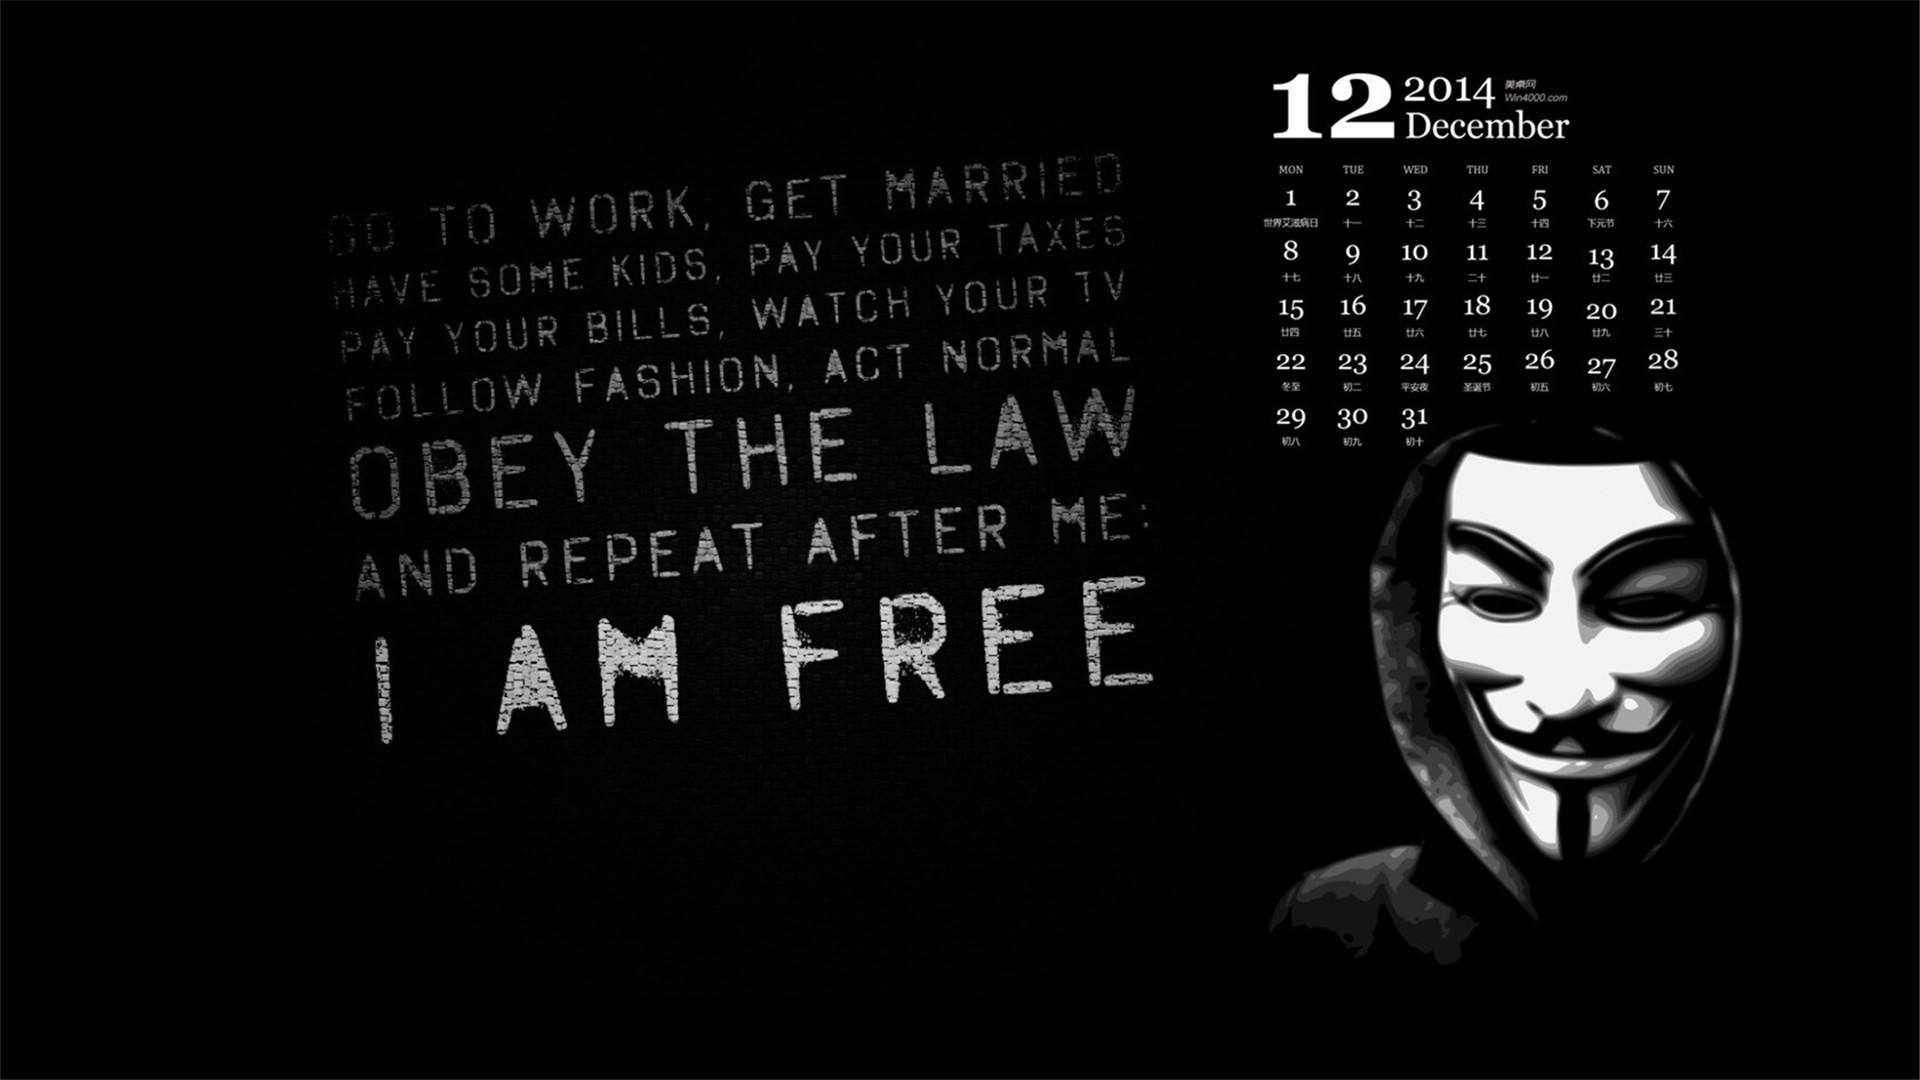 GO TO WORK, GET MARRIED
HAVE SOME KIDS, PAY YOUR TAXES
PAY YOUR BILLS, WATCH YOUR TV
FOLLOW FASHION, ACT NORMAL
OBEY THE LAW
AND REPEAT AFTER ME:
I AM FREE
12 2014 美桌网
Win4000.com
December
MON TUE WED THU FRI SAT SUN
1 2 3 4 5 6 7
世界艾滋病日 十一 十二 十三 十四 下元节 十六
8 9 10 11 12 13 14
十七 十八 十九 二十 廿一 廿二 廿三
15 16 17 18 19 20 21
廿四 廿五 廿六 廿七 廿八 廿九 三十
22 23 24 25 26 27 28
冬至 初二 平安夜 圣诞节 初五 初六 初七
29 30 31
初八 初九 初十